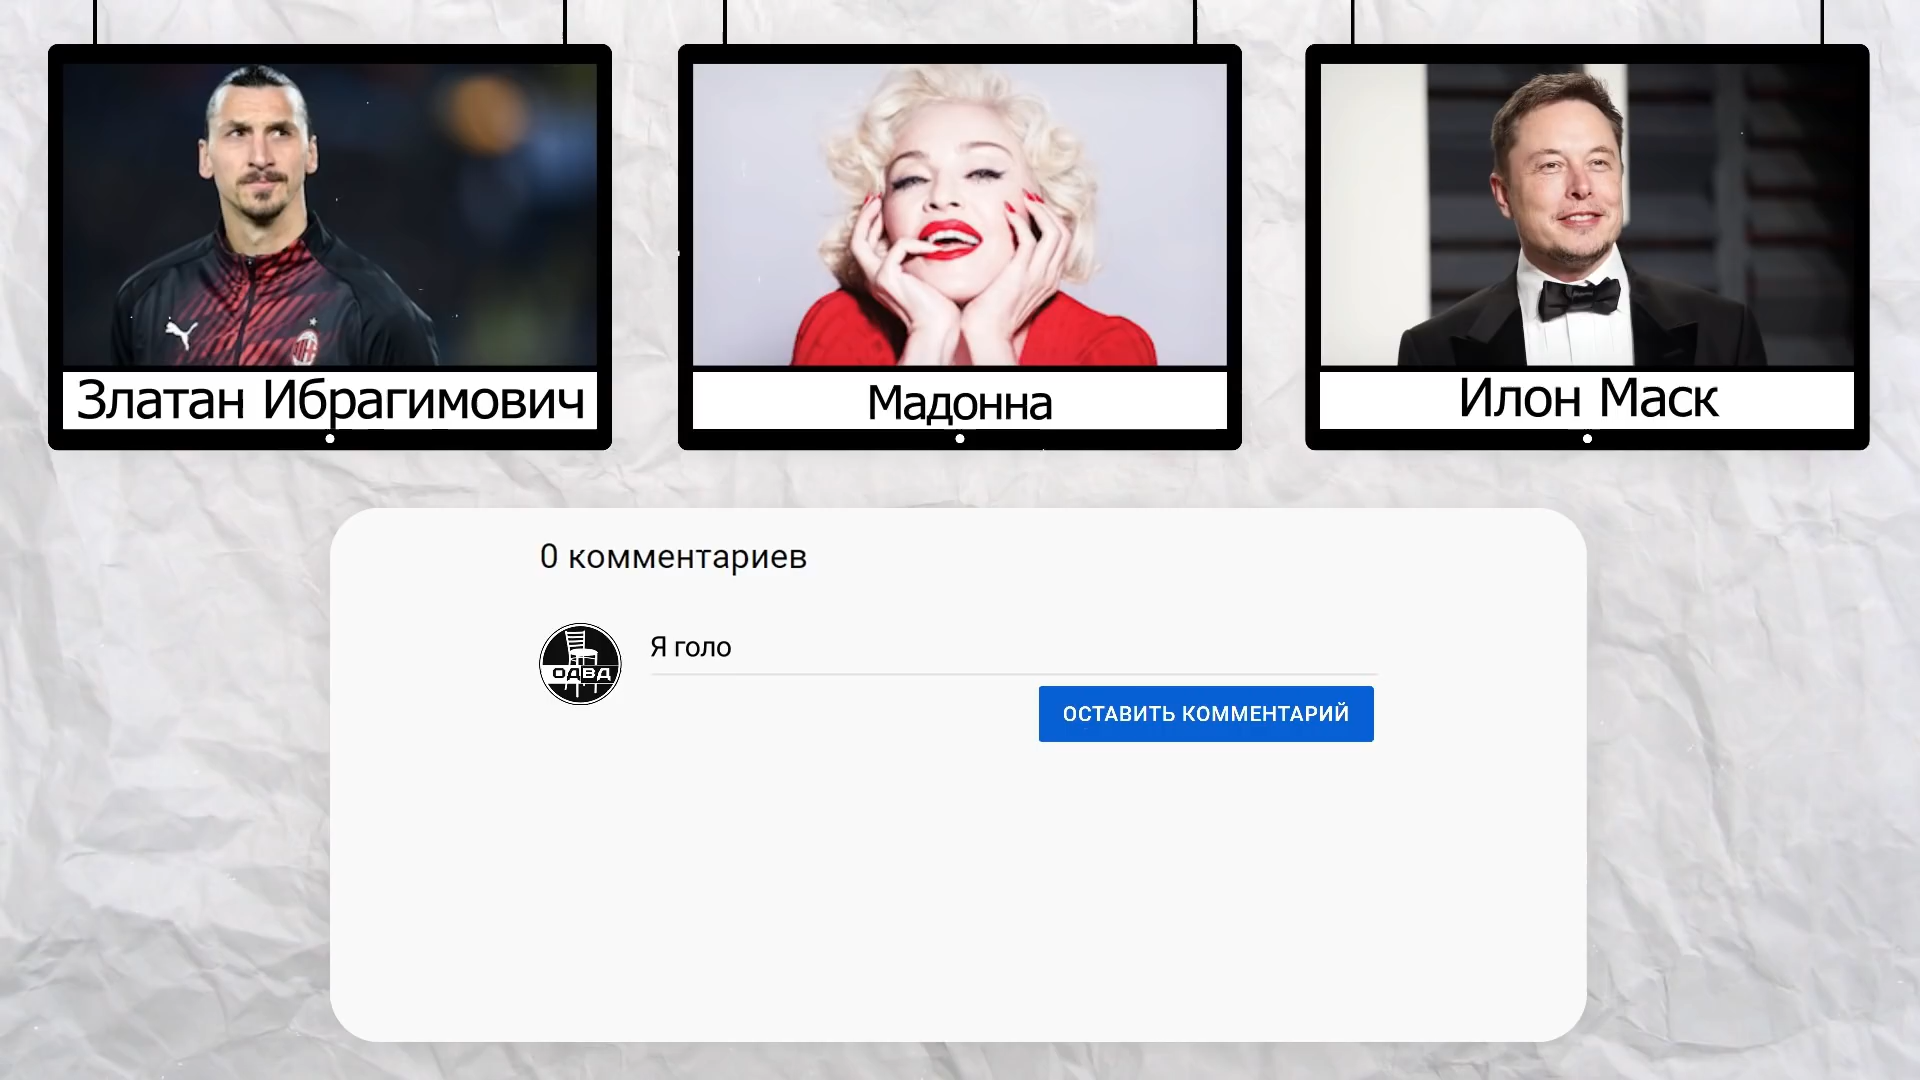 Златан Ибрагимович
Мадонна
Илон Маск
0 комментариев
Я голо
ОДВД
ОСТАВИТЬ КОММЕНТАРИЙ